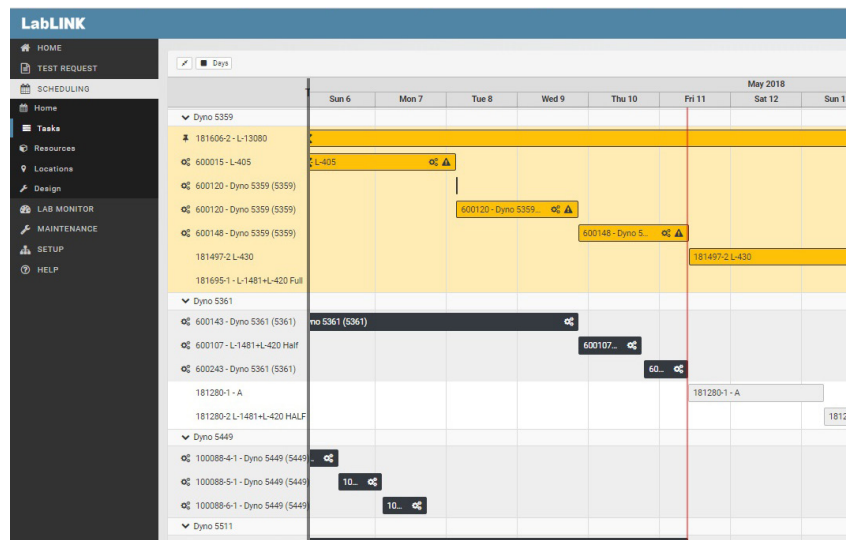 LabLINK
HOME
TEST REQUEST
SCHEDULING
Home
Tasks
Resources
Locations
Design
LAB MONITOR
MAINTENANCE
SETUP
HELP
Days
May 2018
Sun 6 Mon 7 Tue 8 Wed 9 Thu 10 Fri 11 Sat 12 Sun 1
Dyno 5359
181606-2 - L-13080
600015 - L-405 L-405
600120 - Dyno 5359 (5359)
600120 - Dyno 5359 (5359) 600120 - Dyno 5359...
600148 - Dyno 5359 (5359) 600148 - Dyno 5...
181497-2 L-430 181497-2 L-430
181695-1 - L-1481+L-420 Full
Dyno 5361
600143 - Dyno 5361 (5361) no 5361 (5361)
600107 - L-1481+L-420 Half 600107...
600243 - Dyno 5361 (5361) 60...
181280-1 - A 181280-1 - A
181280-2 L-1481+L-420 HALF 1812
Dyno 5449
100088-4-1 - Dyno 5449 (5449 ...
100088-5-1 - Dyno 5449 (5449 10...
100088-6-1 - Dyno 5449 (5449 10...
Dyno 5511